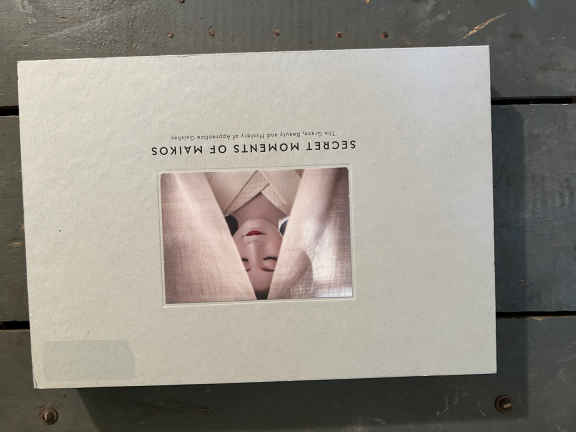 SECRET MOMENTS OF MAIKOS
The Grace, Beauty and Mystery of Apprentice Geishas